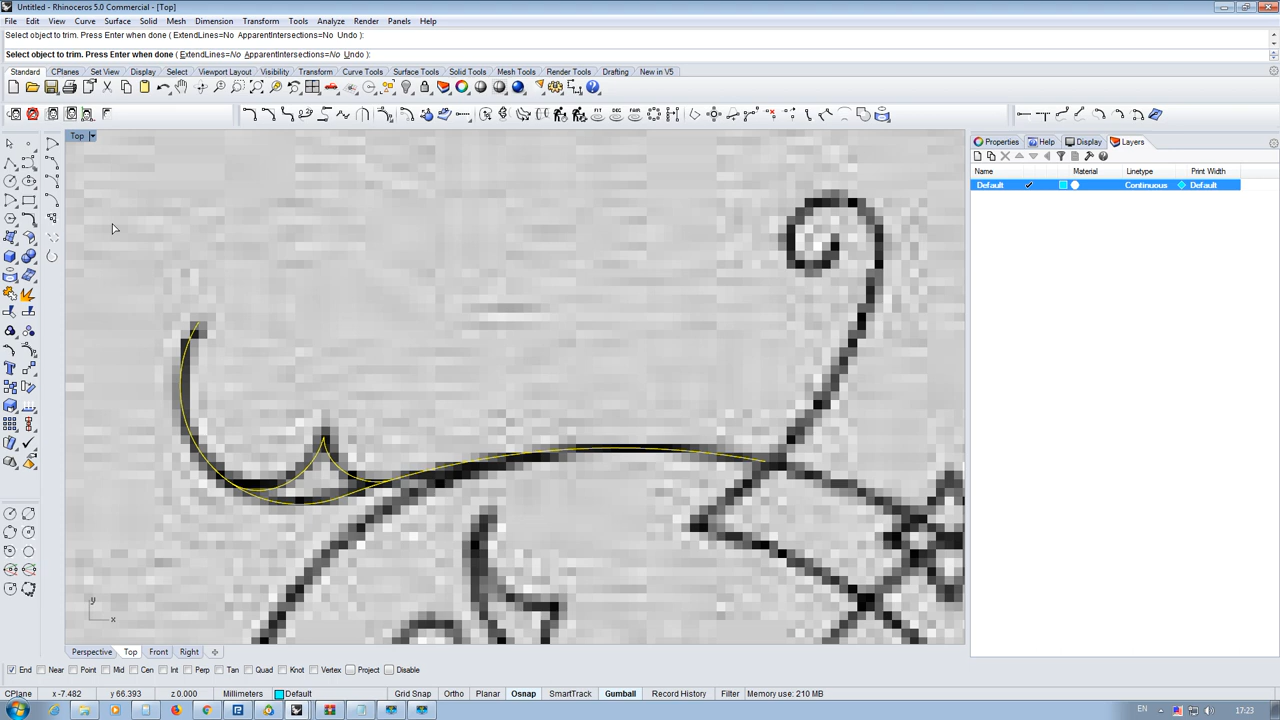 Untitled - Rhinoceros 5.0 Commercial - [Top]
File Edit View Curve Surface Solid Mesh Dimension Transform Tools Analyze Render Panels Help
Select object to trim. Press Enter when done ( ExtendLines=No ApparentIntersections=No Undo ):
Select object to trim. Press Enter when done ( ExtendLines=No ApparentIntersections=No Undo ):
Standard CPlanes Set View Display Select Viewport Layout Visibility Transform Curve Tools Surface Tools Solid Tools Mesh Tools Render Tools Drafting New in V5
Top
Properties Help Display Layers
Name Material Linetype Print Width
Default Continuous Default
y
x
Perspective Top Front Right
End Near Point Mid Cen Int Perp Tan Quad Knot Vertex Project Disable
CPlane x -7.482 y 66.393 z 0.000 Millimeters Default Grid Snap Ortho Planar Osnap SmartTrack Gumball Record History Filter Memory use: 210 MB
EN 17:23